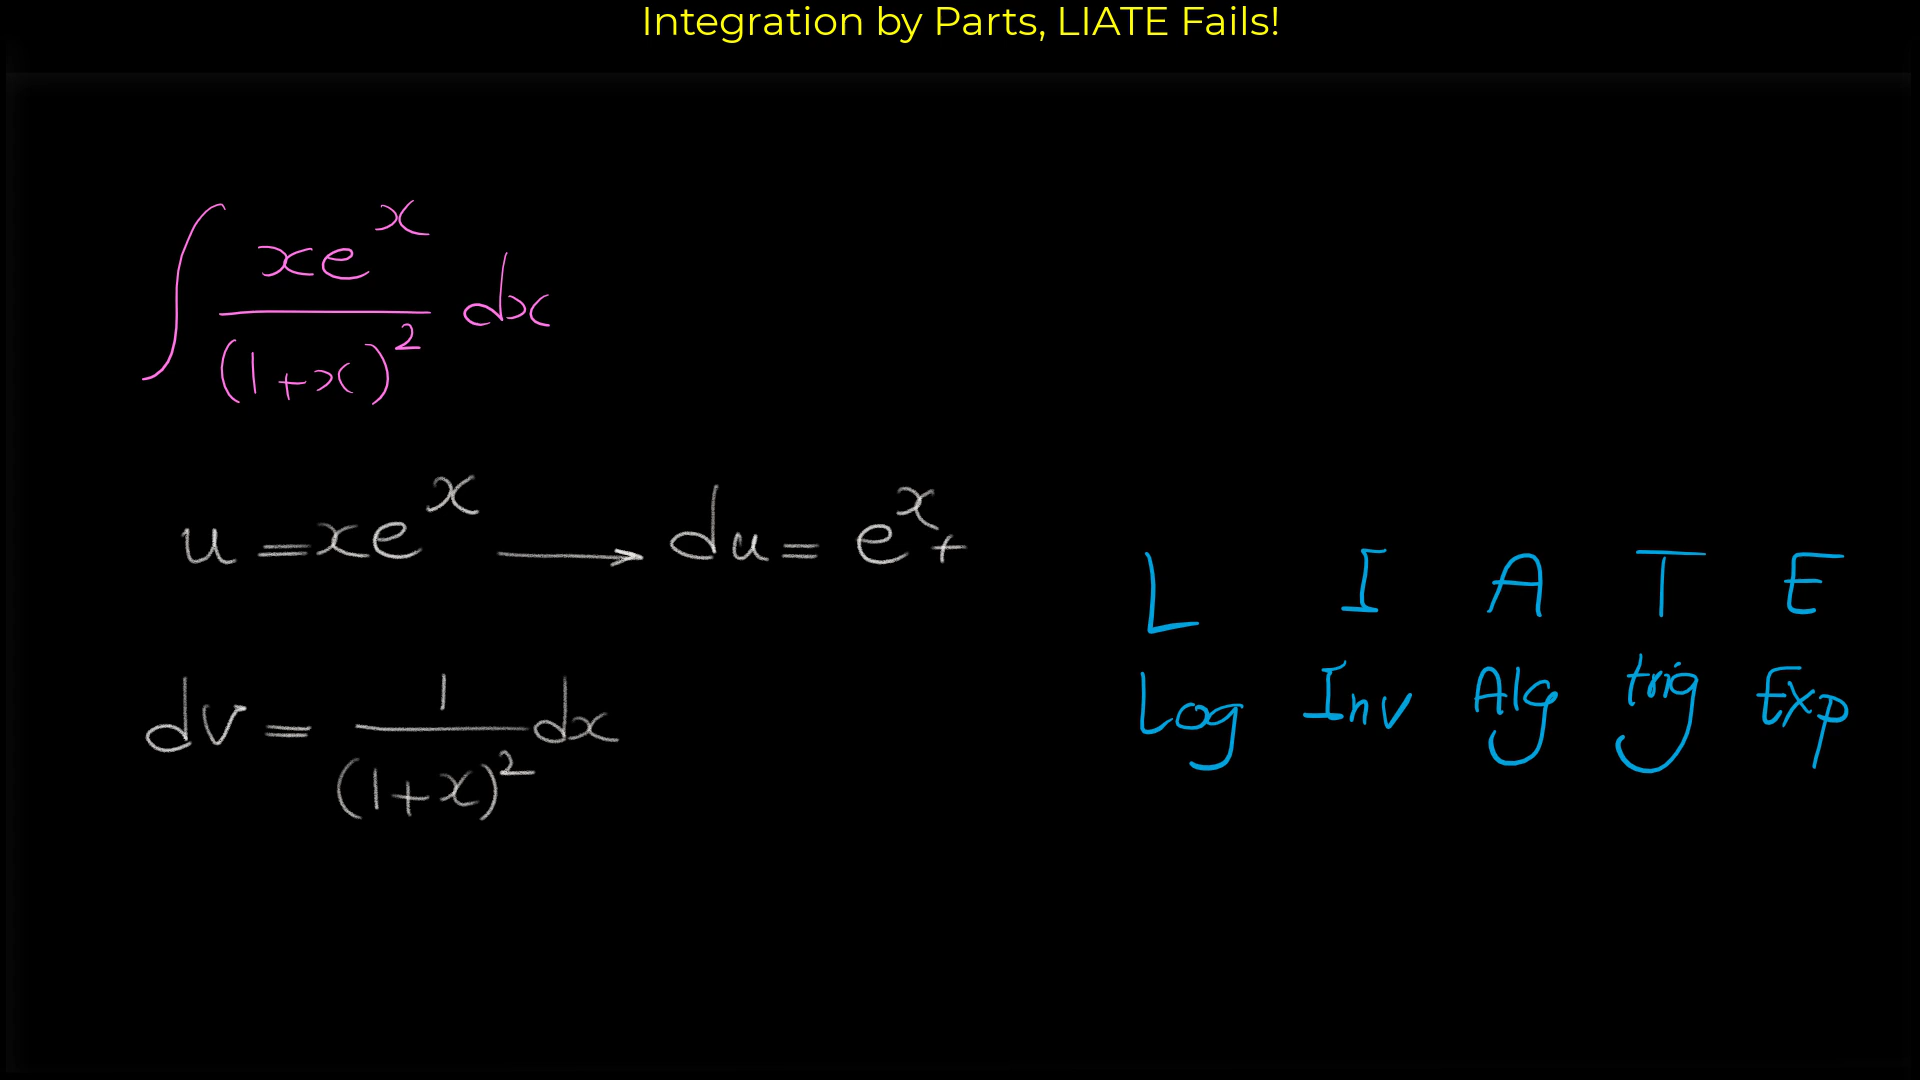 Integration by Parts, LIATE Fails!
∫ xe^x / (1+x)^2 dx
u = xe^x ⟶ du = e^x +
L I A T E
Log Inv Alg trig Exp
dv = 1 / (1+x)^2 dx